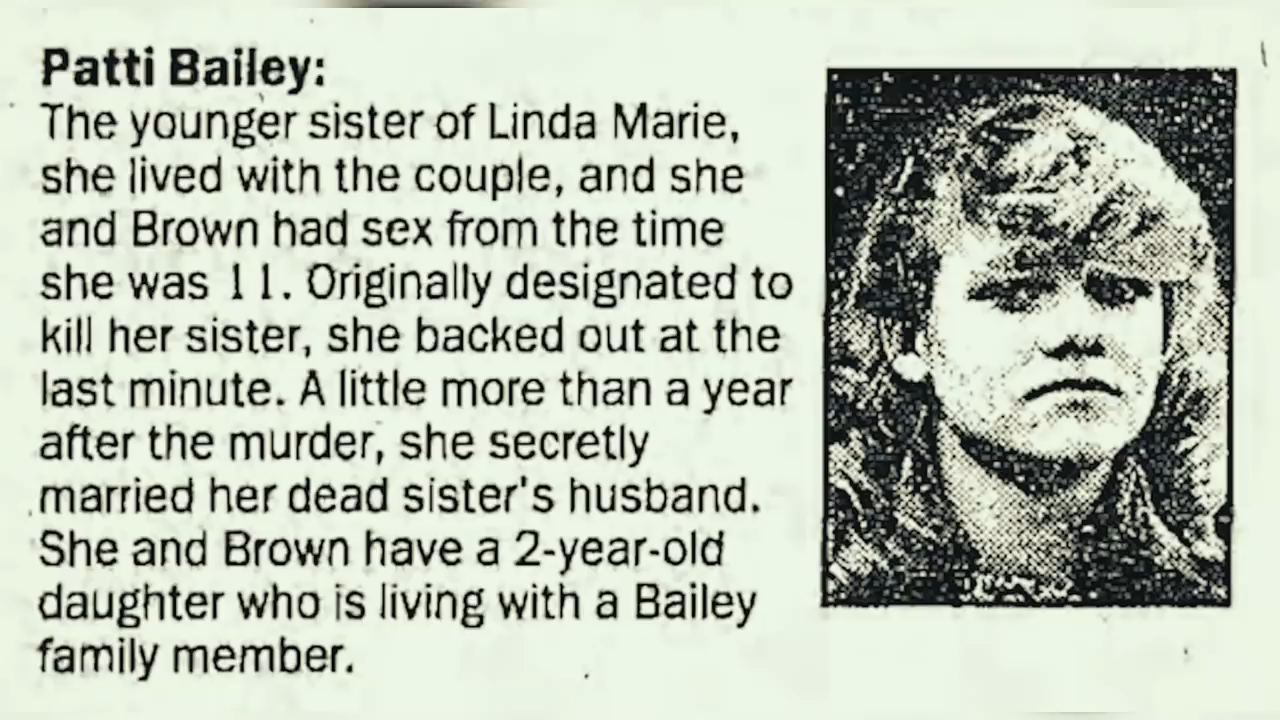 Patti Bailey:
The younger sister of Linda Marie,
she lived with the couple, and she
and Brown had sex from the time
she was 11. Originally designated to
kill her sister, she backed out at the
last minute. A little more than a year
after the murder, she secretly
married her dead sister's husband.
She and Brown have a 2-year-old
daughter who is living with a Bailey
family member.